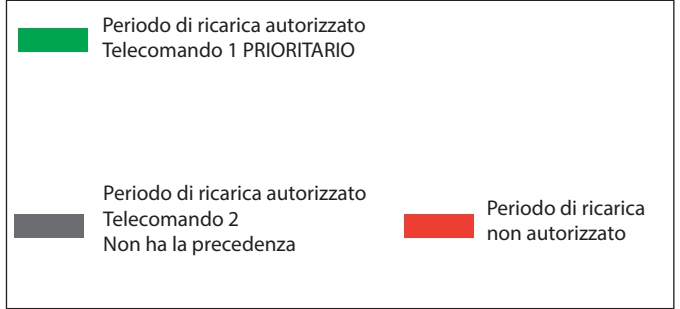 Periodo di ricarica autorizzato
Telecomando 1 PRIORITARIO
Periodo di ricarica autorizzato
Telecomando 2
Non ha la precedenza
Periodo di ricarica
non autorizzato